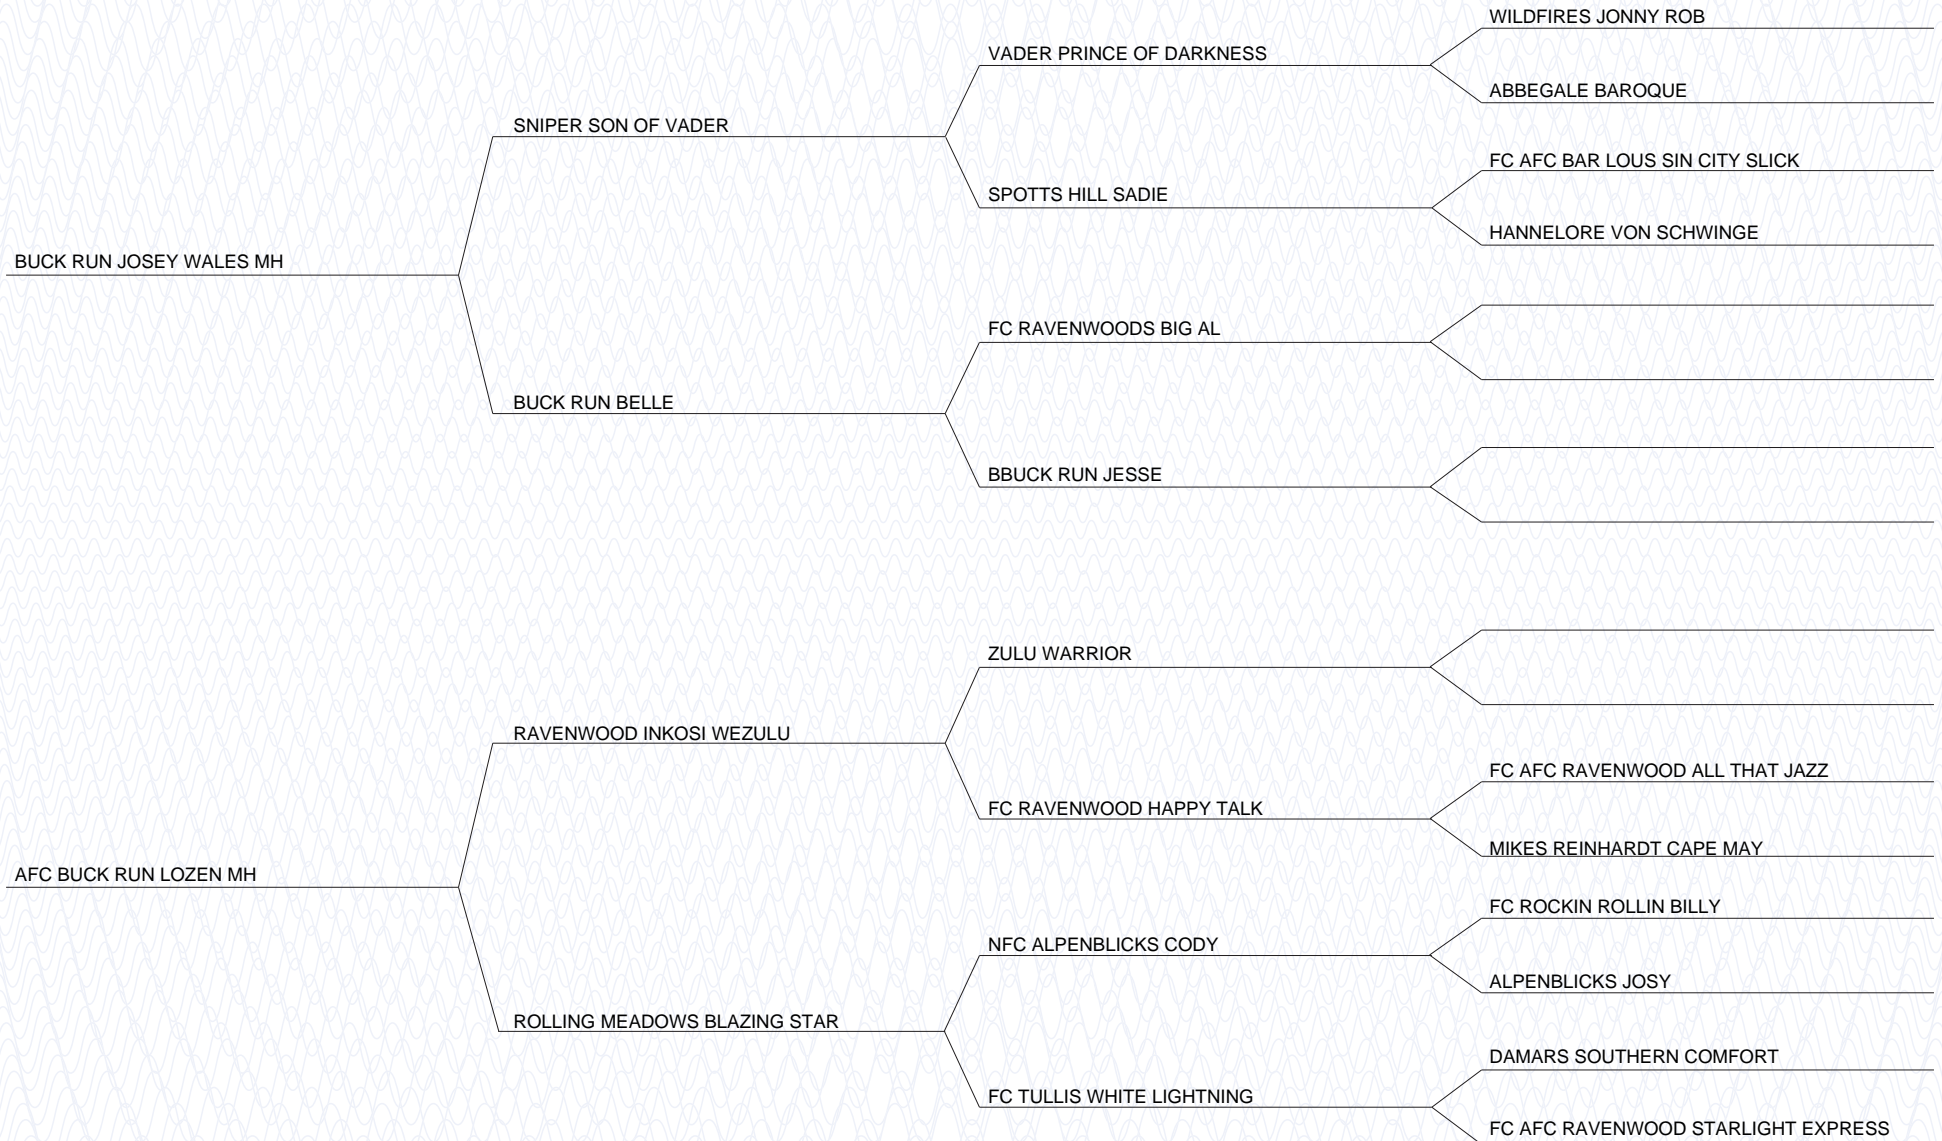 WILDFIRES JONNY ROB
VADER PRINCE OF DARKNESS
ABBEGALE BAROQUE
SNIPER SON OF VADER
FC AFC BAR LOUS SIN CITY SLICK
SPOTTS HILL SADIE
HANNELORE VON SCHWINGE
BUCK RUN JOSEY WALES MH
FC RAVENWOODS BIG AL
BUCK RUN BELLE
BBUCK RUN JESSE
ZULU WARRIOR
RAVENWOOD INKOSI WEZULU
FC AFC RAVENWOOD ALL THAT JAZZ
FC RAVENWOOD HAPPY TALK
MIKES REINHARDT CAPE MAY
AFC BUCK RUN LOZEN MH
FC ROCKIN ROLLIN BILLY
NFC ALPENBLICKS CODY
ALPENBLICKS JOSY
ROLLING MEADOWS BLAZING STAR
DAMARS SOUTHERN COMFORT
FC TULLIS WHITE LIGHTNING
FC AFC RAVENWOOD STARLIGHT EXPRESS